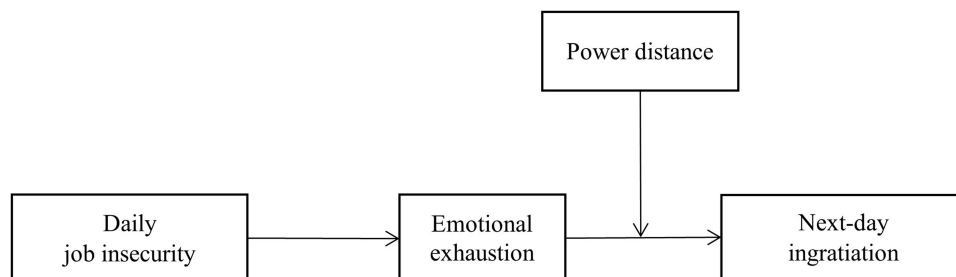 Power distance
Daily
job insecurity
Emotional
exhaustion
Next-day
ingratiation